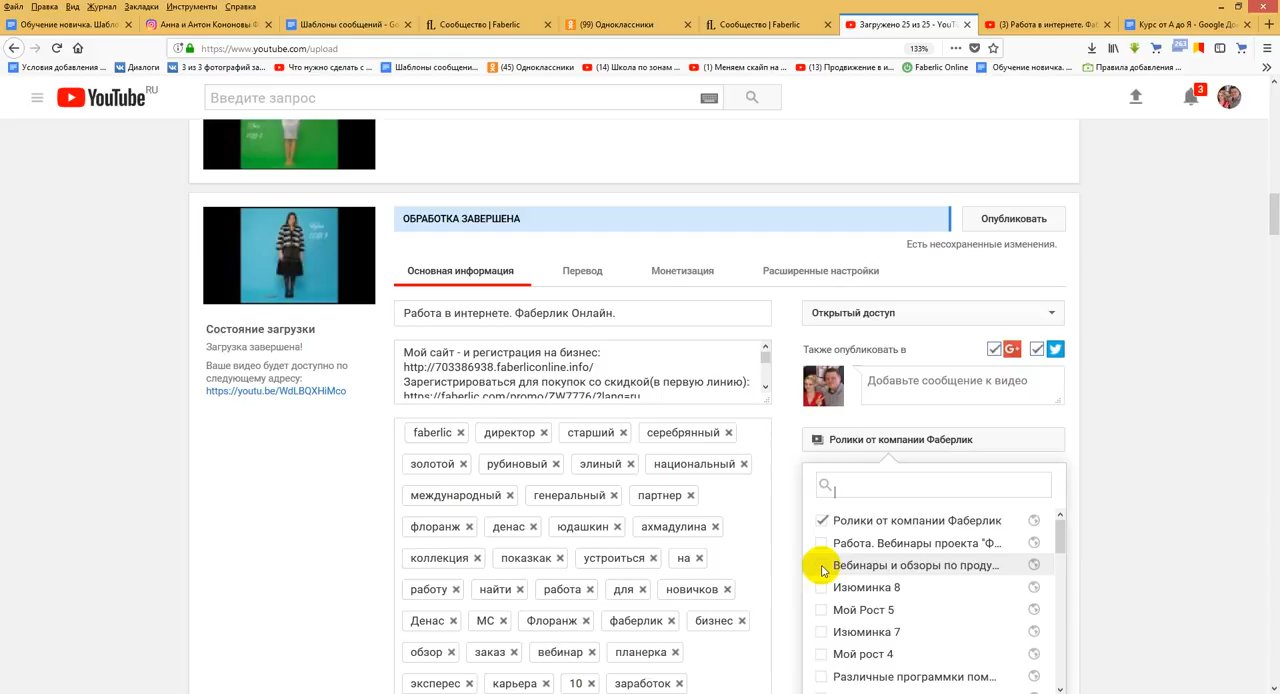 Файл Правка Вид Журнал Закладки Инструменты Справка
Обучение новичка. Шабло
Анна и Антон Кононовы Ф
Шаблоны сообщений - Go
Сообщество | Faberlic
(99) Одноклассники
Сообщество | Faberlic
Загружено 25 из 25 - YouT
(3) Работа в интернете. Фа
Курс от А до Я - Google До
https://www.youtube.com/upload
133%
263
Условия добавления ...
Диалоги
3 из 3 фотографий за...
Что нужно сделать с ...
Шаблоны сообщени...
(45) Одноклассники
(14) Школа по зонам ...
(1) Меняем скайп на ...
(13) Продвижение в и...
Faberlic Online
Обучение новичка. ...
Правила добавления ...
YouTube RU
Введите запрос
3
ОБРАБОТКА ЗАВЕРШЕНА
Опубликовать
Есть несохраненные изменения.
Основная информация
Перевод
Монетизация
Расширенные настройки
Состояние загрузки
Загрузка завершена!
Ваше видео будет доступно по
следующему адресу:
https://youtu.be/WdLBQXHiMco
Работа в интернете. Фаберлик Онлайн.
Мой сайт - и регистрация на бизнес:
http://703386938.faberliconline.info/
Зарегистрироваться для покупок со скидкой(в первую линию):
https://faberlic.com/promo/ZW7776/?lang=ru
faberlic директор старший серебрянный
золотой рубиновый элиный национальный
международный генеральный партнер
флоранж денас юдашкин ахмадулина
коллекция показкак устроиться на
работу найти работа для новичков
Денас МС Флоранж фаберлик бизнес
обзор заказ вебинар планерка
эксперес карьера 10 заработок
Открытый доступ
Также опубликовать в
Добавьте сообщение к видео
Ролики от компании Фаберлик
Ролики от компании Фаберлик
Работа. Вебинары проекта "Ф...
Вебинары и обзоры по проду...
Изюминка 8
Мой Рост 5
Изюминка 7
Мой рост 4
Различные программки пом...